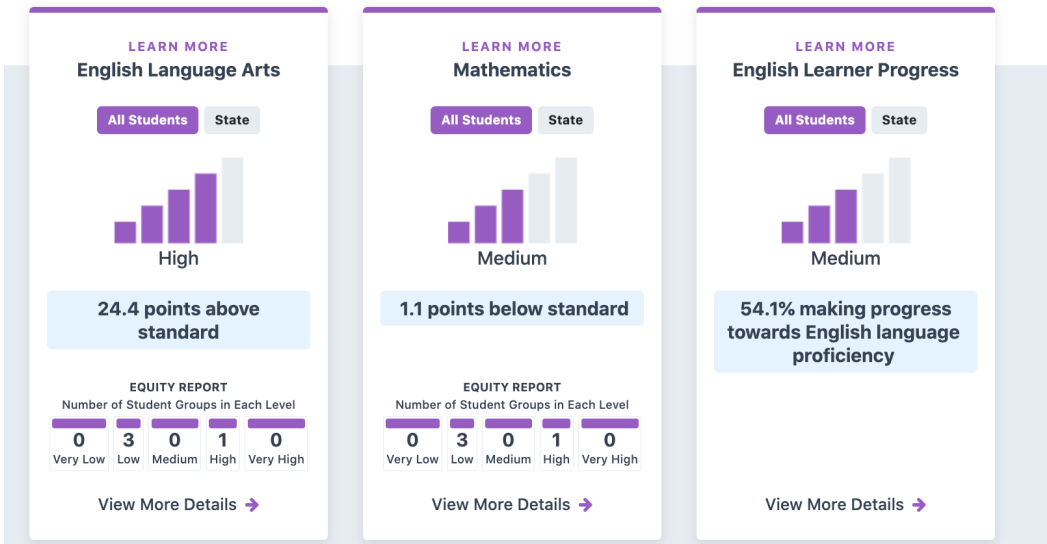 LEARN MORE
English Language Arts
All Students State
High
24.4 points above
standard
EQUITY REPORT
Number of Student Groups in Each Level
0 3 0 1 0
Very Low Low Medium High Very High
View More Details →
LEARN MORE
Mathematics
All Students State
Medium
1.1 points below standard
EQUITY REPORT
Number of Student Groups in Each Level
0 3 0 1 0
Very Low Low Medium High Very High
View More Details →
LEARN MORE
English Learner Progress
All Students State
Medium
54.1% making progress
towards English language
proficiency
View More Details →